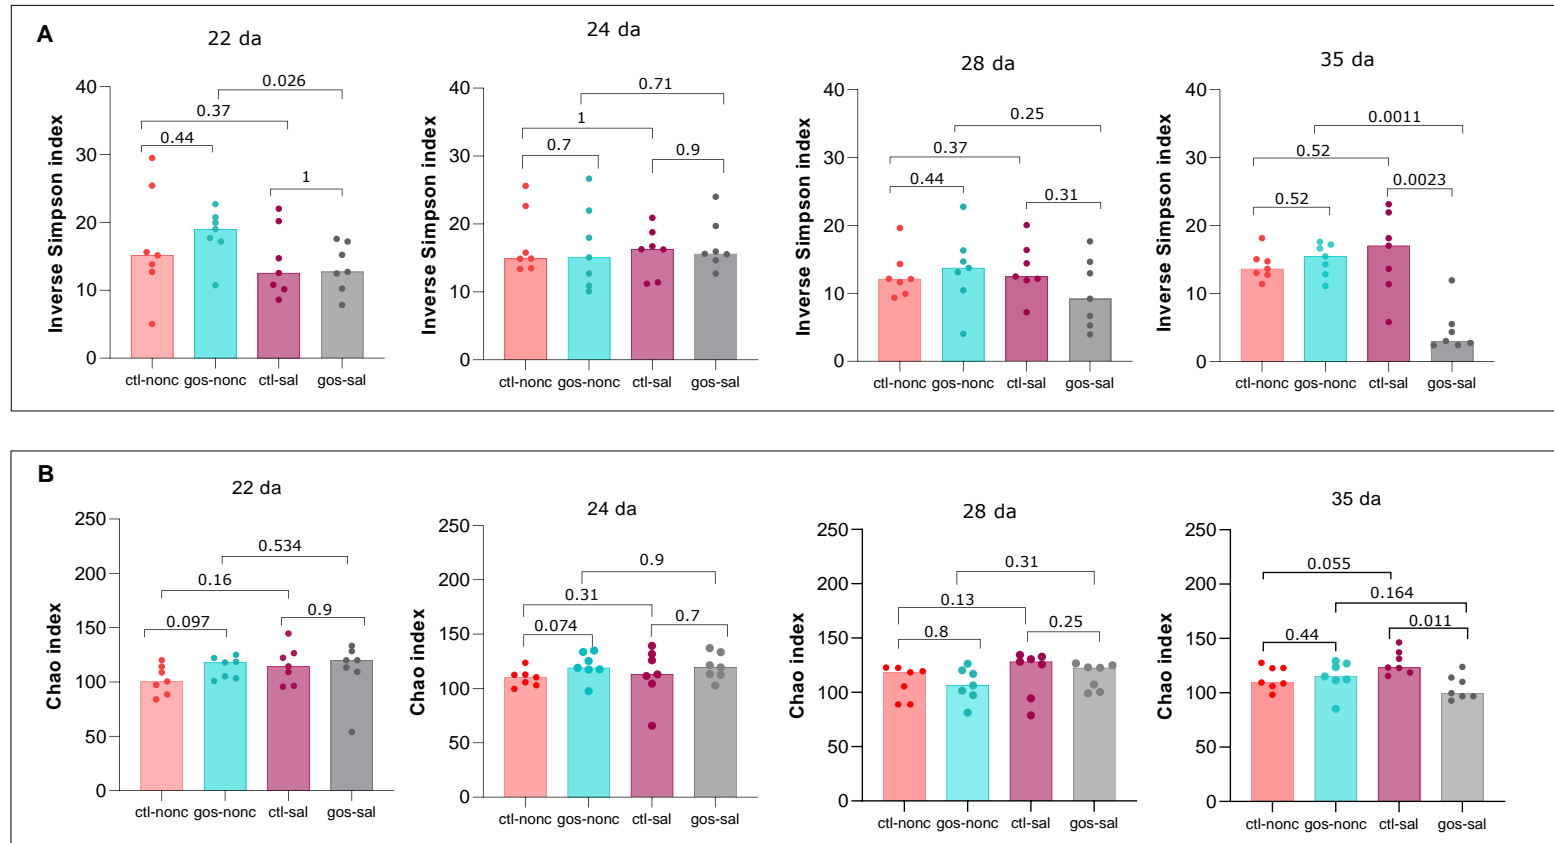 A
22 da
24 da
28 da
35 da
Inverse Simpson index
40
30
20
10
0
0.026
0.37
0.44
1
ctl-nonc gos-nonc ctl-sal gos-sal
Inverse Simpson index
40
30
20
10
0
0.71
1
0.7
0.9
ctl-nonc gos-nonc ctl-sal gos-sal
Inverse Simpson index
40
30
20
10
0
0.25
0.37
0.44
0.31
ctl-nonc gos-nonc ctl-sal gos-sal
Inverse Simpson index
40
30
20
10
0
0.0011
0.52
0.0023
0.52
ctl-nonc gos-nonc ctl-sal gos-sal
B
22 da
24 da
28 da
35 da
Chao index
250
200
150
100
50
0
0.534
0.16
0.097
0.9
ctl-nonc gos-nonc ctl-sal gos-sal
Chao index
250
200
150
100
50
0
0.9
0.31
0.074
0.7
ctl-nonc gos-nonc ctl-sal gos-sal
Chao index
250
200
150
100
50
0
0.31
0.13
0.8
0.25
ctl-nonc gos-nonc ctl-sal gos-sal
Chao index
250
200
150
100
50
0
0.055
0.164
0.44
0.011
ctl-nonc gos-nonc ctl-sal gos-sal